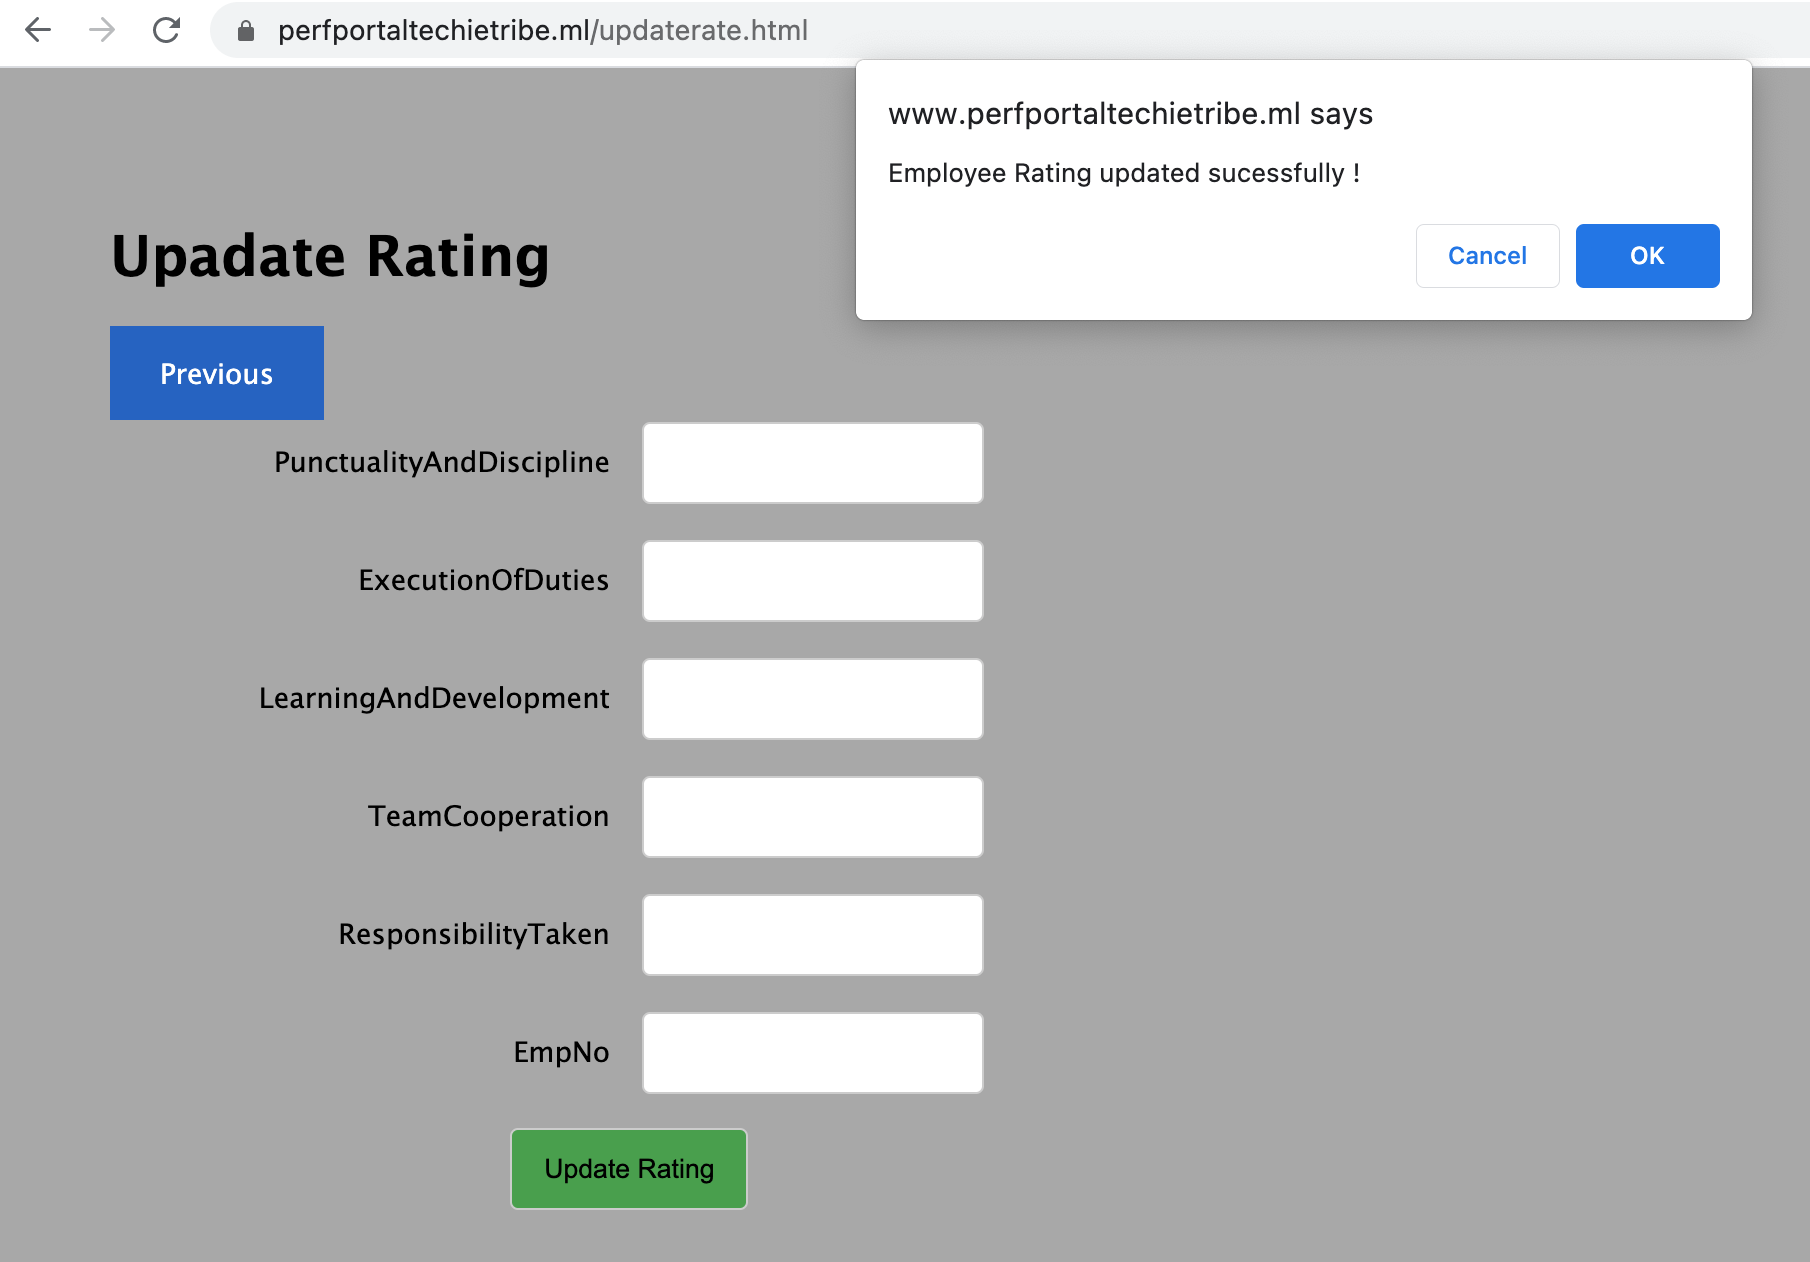 perfportaltechietribe.ml/updaterate.html
www.perfportaltechietribe.ml says
Employee Rating updated sucessfully !
Cancel
OK
Upadate Rating
Previous
PunctualityAndDiscipline
ExecutionOfDuties
LearningAndDevelopment
TeamCooperation
ResponsibilityTaken
EmpNo
Update Rating